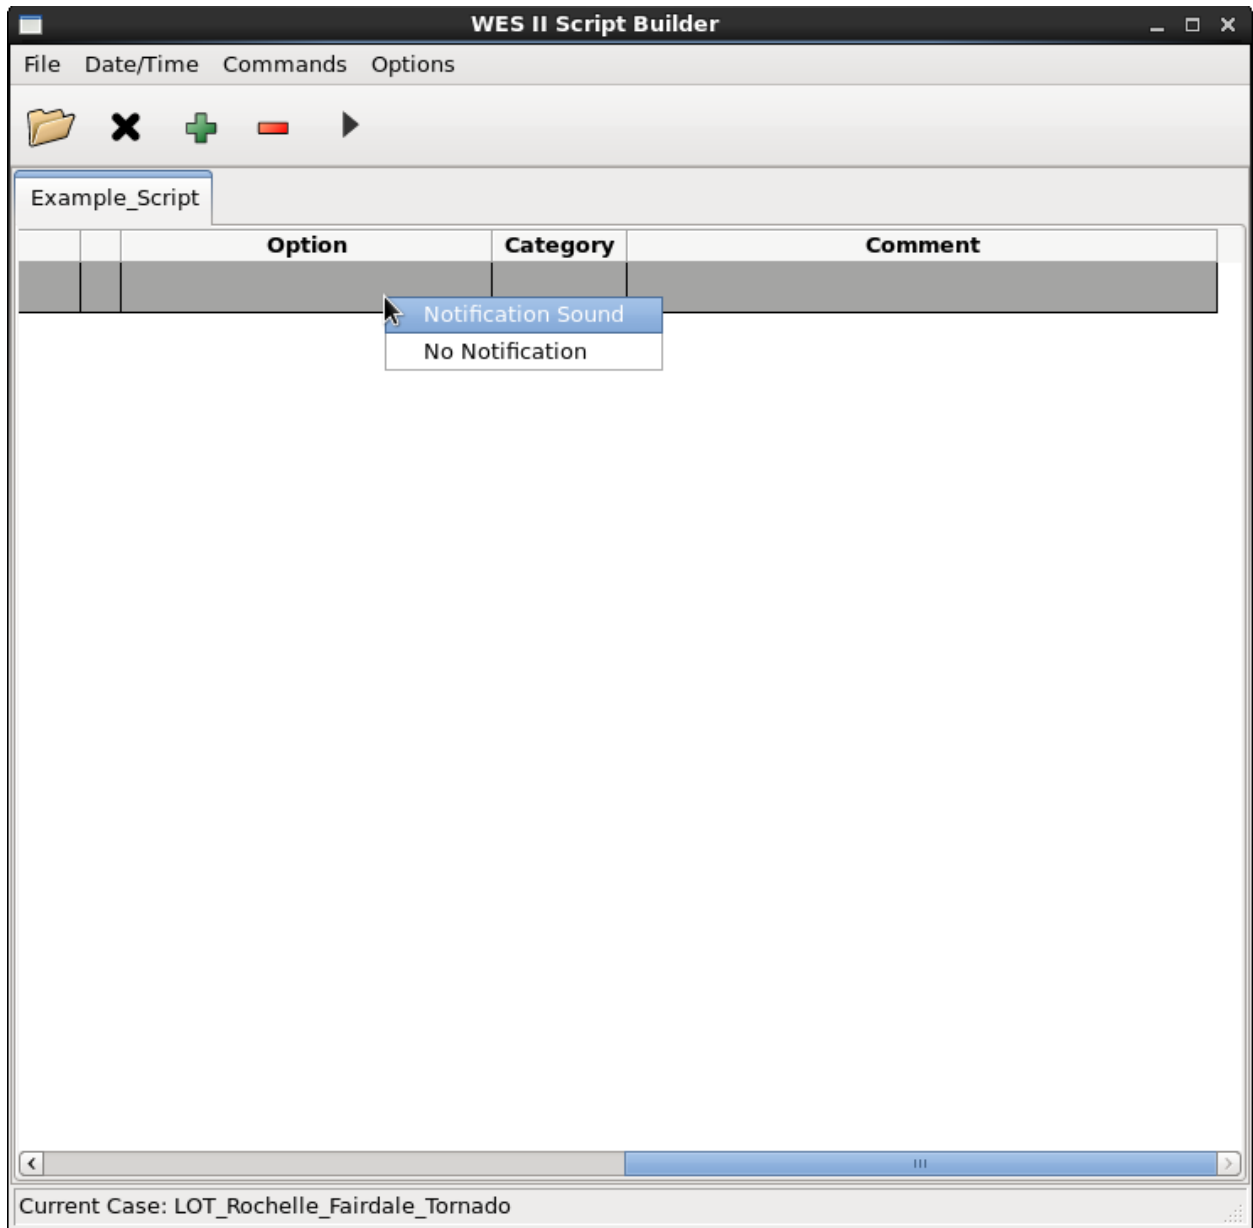 WES II Script Builder
File Date/Time Commands Options
Example_Script
Option Category Comment
Notification Sound
No Notification
Current Case: LOT_Rochelle_Fairdale_Tornado